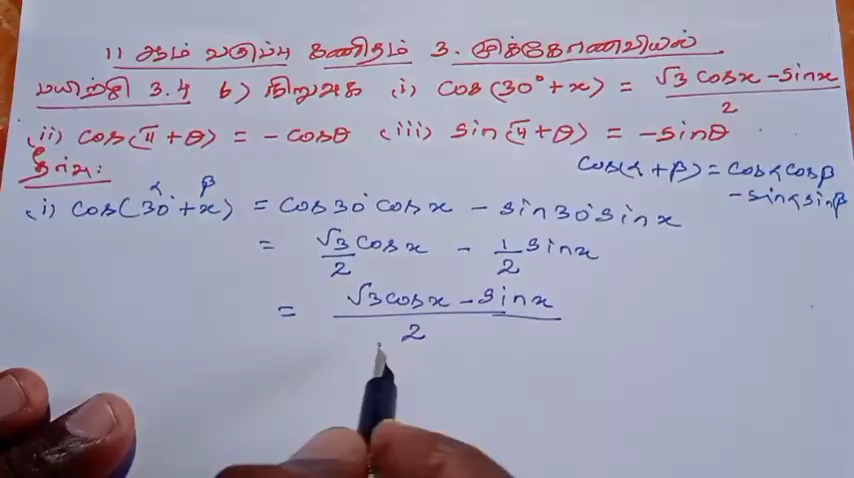 11 ஆம் வகுப்பு கணிதம் 3. திரிகோணவியல்
பயிற்சி 3.4 6) நிறுவுக (i) cos(30° + x) = √3 cosx - sinx / 2
(ii) cos(π + θ) = - cosθ (iii) sin(π + θ) = - sinθ
தீர்வு:
cos(α + β) = cosα cosβ
- sinα sinβ
α β
(i) cos(30° + x) = cos30° cosx - sin30° sinx
= √3/2 cosx - 1/2 sinx
= √3 cosx - sinx / 2